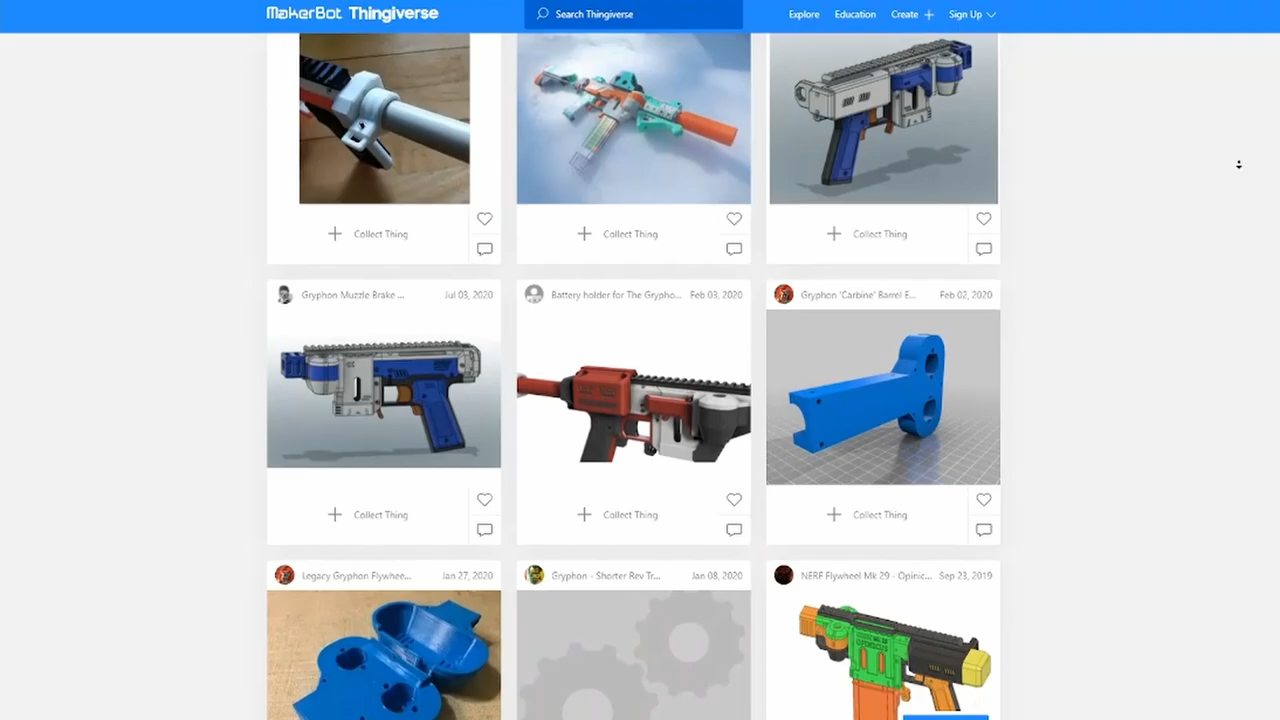 MakerBot Thingiverse
Search Thingiverse
Explore
Education
Create
Sign Up
Collect Thing
Collect Thing
Collect Thing
Gryphon Muzzle Brake ...
Jul 03, 2020
Battery holder for The Grypho...
Feb 03, 2020
Gryphon 'Carbine' Barrel E...
Feb 02, 2020
Collect Thing
Collect Thing
Collect Thing
Legacy Gryphon Flywhee...
Jan 27, 2020
Gryphon - Shorter Rev Tr...
Jan 08, 2020
NERF Flywheel Mk 29 - Opinic...
Sep 23, 2019